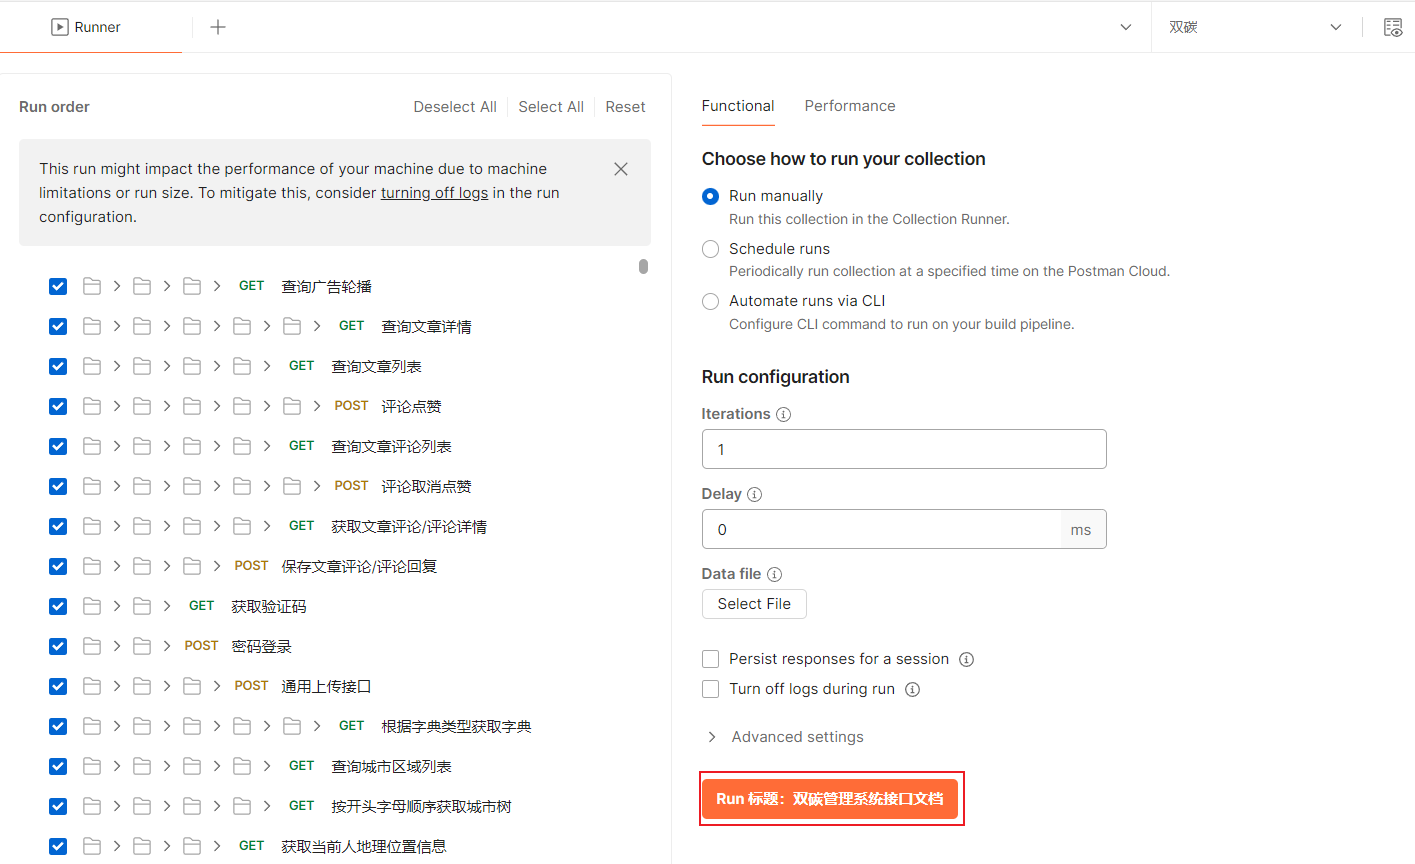 Runner
双碳
Run order
Deselect All
Select All
Reset
This run might impact the performance of your machine due to machine
limitations or run size. To mitigate this, consider turning off logs in the run
configuration.
GET 查询广告轮播
GET 查询文章详情
GET 查询文章列表
POST 评论点赞
GET 查询文章评论列表
POST 评论取消点赞
GET 获取文章评论/评论详情
POST 保存文章评论/评论回复
GET 获取验证码
POST 密码登录
POST 通用上传接口
GET 根据字典类型获取字典
GET 查询城市区域列表
GET 按开头字母顺序获取城市树
GET 获取当前人地理位置信息
Functional
Performance
Choose how to run your collection
Run manually
Run this collection in the Collection Runner.
Schedule runs
Periodically run collection at a specified time on the Postman Cloud.
Automate runs via CLI
Configure CLI command to run on your build pipeline.
Run configuration
Iterations
1
Delay
0 ms
Data file
Select File
Persist responses for a session
Turn off logs during run
Advanced settings
Run 标题：双碳管理系统接口文档